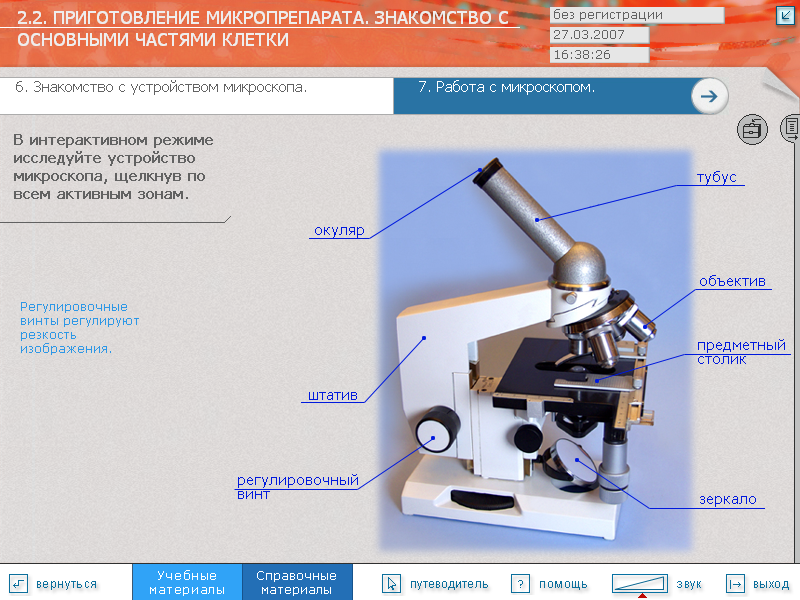 2.2. ПРИГОТОВЛЕНИЕ МИКРОПРЕПАРАТА. ЗНАКОМСТВО С
ОСНОВНЫМИ ЧАСТЯМИ КЛЕТКИ
без регистрации
27.03.2007
16:38:26
6. Знакомство с устройством микроскопа.
7. Работа с микроскопом.
В интерактивном режиме
исследуйте устройство
микроскопа, щелкнув по
всем активным зонам.
тубус
окуляр
объектив
Регулировочные
винты регулируют
резкость
изображения.
предметный
столик
штатив
регулировочный
винт
зеркало
вернуться
Учебные
материалы
Справочные
материалы
путеводитель
?
помощь
звук
выход